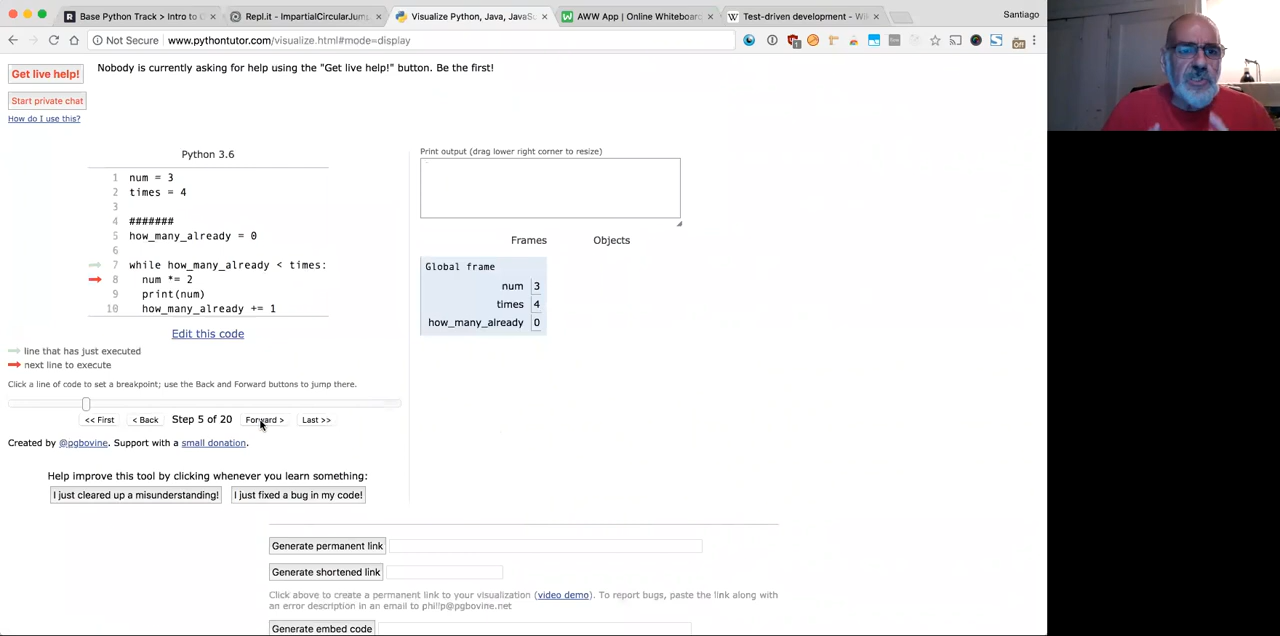 Base Python Track > Intro to C
Repl.it - ImpartialCircularJump
Visualize Python, Java, JavaSc
AWW App | Online Whiteboard
Test-driven development - Wik
Santiago
Not Secure www.pythontutor.com/visualize.html#mode=display
Get live help!
Nobody is currently asking for help using the "Get live help!" button. Be the first!
Start private chat
How do I use this?
Python 3.6
1 num = 3
2 times = 4
3
4 #######
5 how_many_already = 0
6
7 while how_many_already < times:
8 num *= 2
9 print(num)
10 how_many_already += 1
Edit this code
line that has just executed
next line to execute
Click a line of code to set a breakpoint; use the Back and Forward buttons to jump there.
<< First < Back Step 5 of 20 Forward > Last >>
Created by @pgbovine. Support with a small donation.
Help improve this tool by clicking whenever you learn something:
I just cleared up a misunderstanding! I just fixed a bug in my code!
Print output (drag lower right corner to resize)
Frames Objects
Global frame
num 3
times 4
how_many_already 0
Generate permanent link
Generate shortened link
Click above to create a permanent link to your visualization (video demo). To report bugs, paste the link along with
an error description in an email to philip@pgbovine.net
Generate embed code